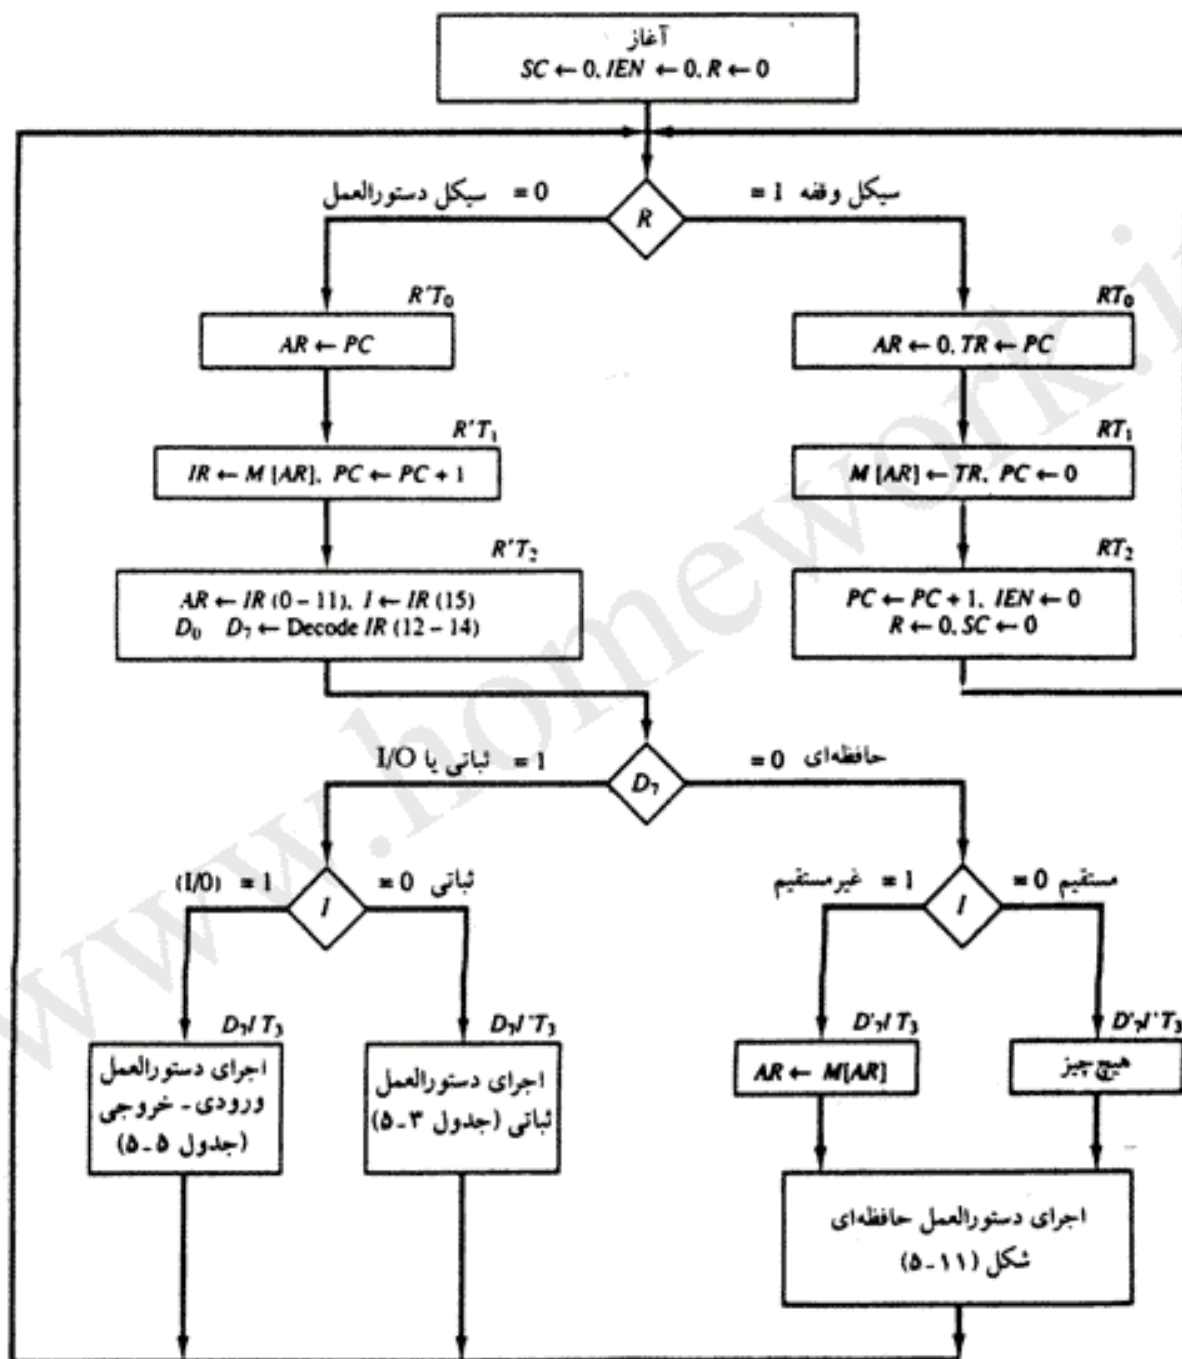 آغاز
SC ← 0, IEN ← 0, R ← 0
سیکل دستورالعمل = 0
R
= 1 سیکل وقفه
R'T₀
AR ← PC
RT₀
AR ← 0, TR ← PC
R'T₁
IR ← M [AR], PC ← PC + 1
RT₁
M [AR] ← TR, PC ← 0
R'T₂
AR ← IR (0 – 11), I ← IR (15)
D₀ D₇ ← Decode IR (12 – 14)
RT₂
PC ← PC + 1, IEN ← 0
R ← 0, SC ← 0
ثباتی یا I/O = 1
D₇
= 0 حافظه‌ای
(I/0) = 1
I
= 0 ثباتی
= 1 غیرمستقیم
I
= 0 مستقیم
D₇I T₃
اجرای دستورالعمل
ورودی - خروجی
(جدول ۵-۵)
D₇I'T₃
اجرای دستورالعمل
ثباتی (جدول ۳-۵)
D'₇I T₃
AR ← M[AR]
D'₇I'T₃
هیچ چیز
اجرای دستورالعمل حافظه‌ای
شکل (۱۱-۵)
www.homework.i